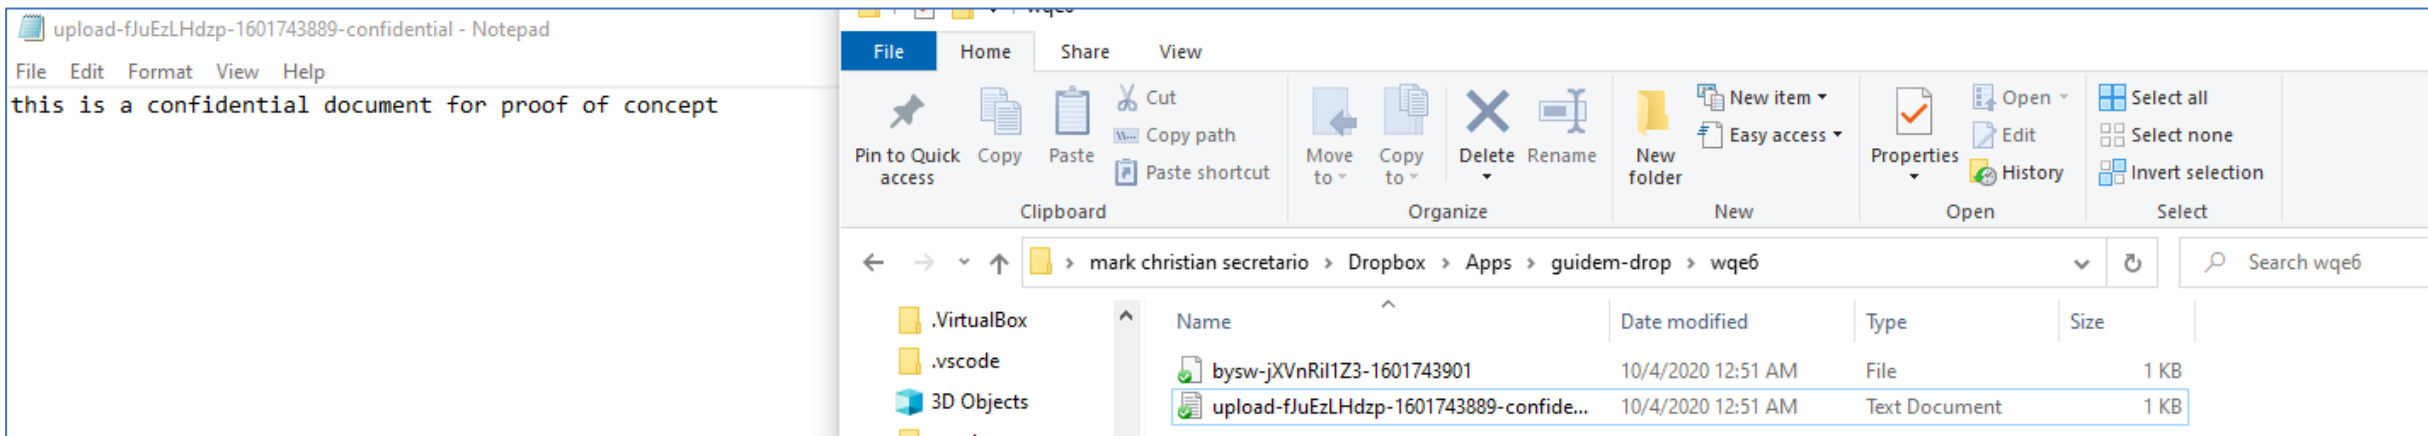 upload-fJuEzLHdzp-1601743889-confidential - Notepad
File Edit Format View Help
this is a confidential document for proof of concept
wqe6
File Home Share View
Pin to Quick access
Copy
Paste
Cut
Copy path
Paste shortcut
Clipboard
Move to
Copy to
Delete
Rename
Organize
New folder
New item
Easy access
New
Properties
Open
Edit
History
Open
Select all
Select none
Invert selection
Select
mark christian secretario > Dropbox > Apps > guidem-drop > wqe6
Search wqe6
.VirtualBox
.vscode
3D Objects
Name Date modified Type Size
bysw-jXVnRil1Z3-1601743901 10/4/2020 12:51 AM File 1 KB
upload-fJuEzLHdzp-1601743889-confide... 10/4/2020 12:51 AM Text Document 1 KB